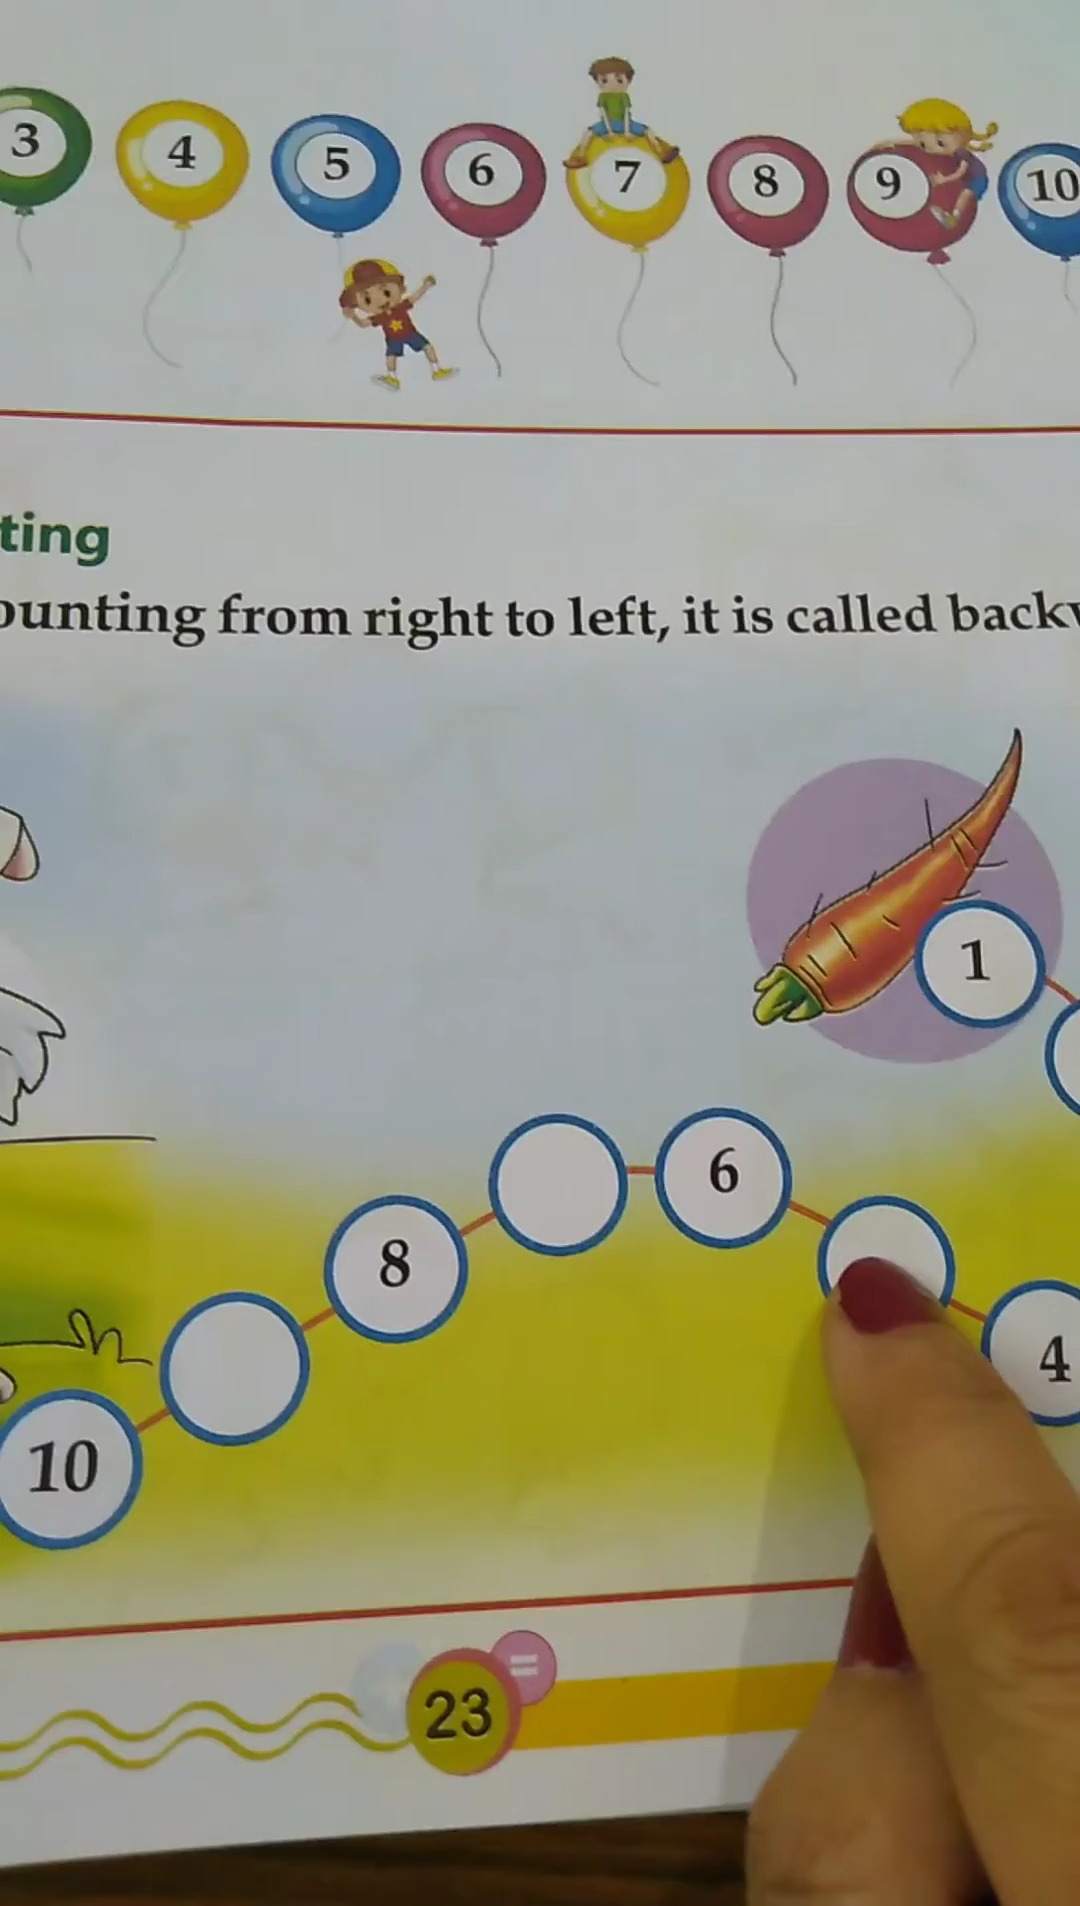 3 4 5 6 7 8 9 10
ting
ounting from right to left, it is called back
1
6
8
4
10
=
23